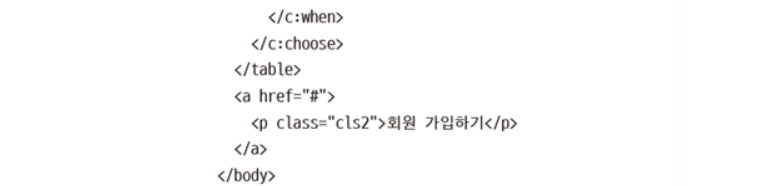 </c:when>
</c:choose>
</table>
<a href="#">
<p class="cls2">회원 가입하기</p>
</a>
</body>